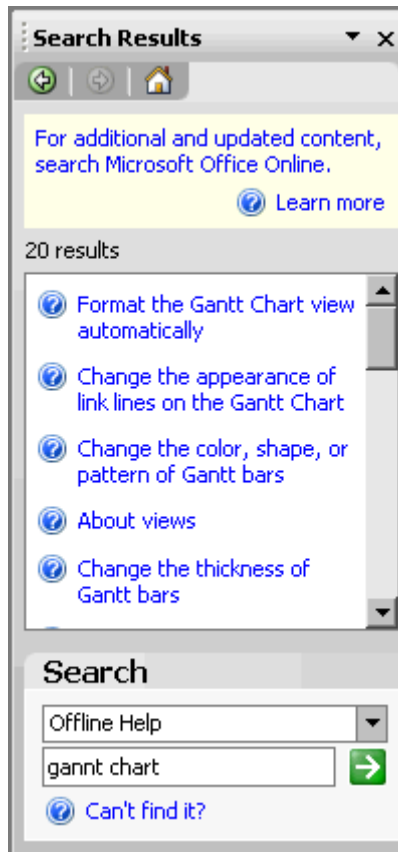 Search Results
For additional and updated content,
search Microsoft Office Online.
Learn more
20 results
Format the Gantt Chart view
automatically
Change the appearance of
link lines on the Gantt Chart
Change the color, shape, or
pattern of Gantt bars
About views
Change the thickness of
Gantt bars
Search
Offline Help
gannt chart
Can't find it?